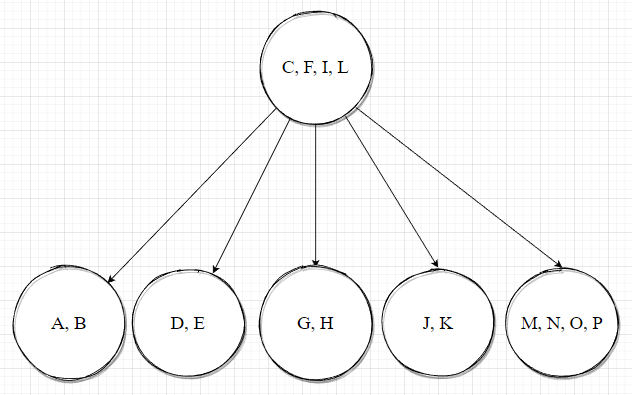 C, F, I, L
A, B
D, E
G, H
J, K
M, N, O, P